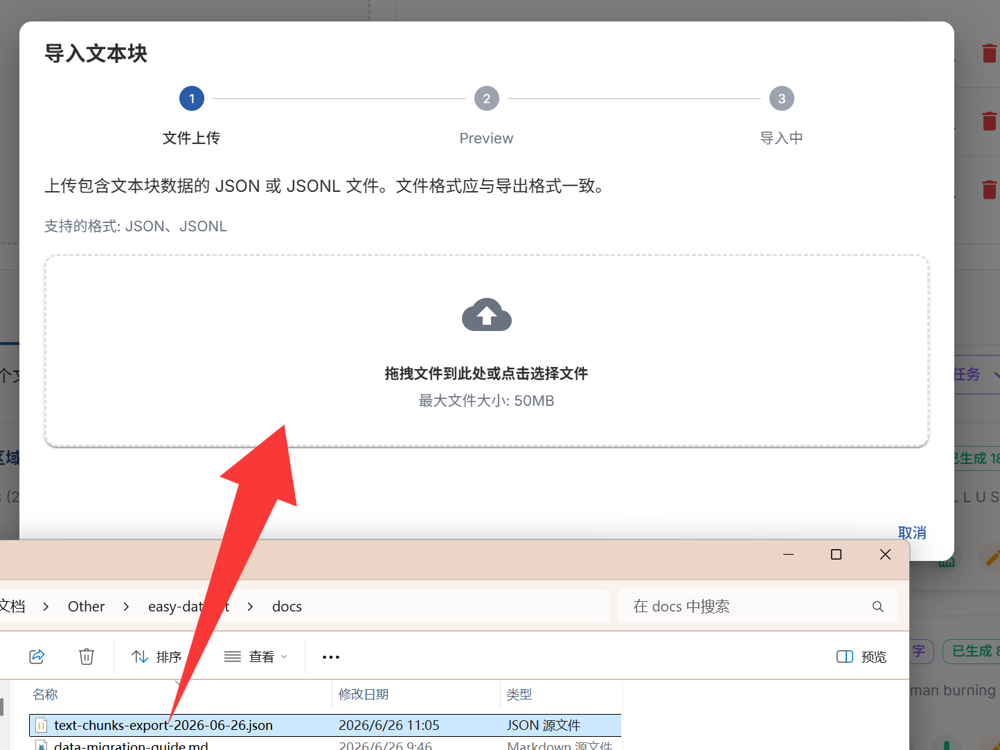 导入文本块
1
2
3
文件上传
Preview
导入中
上传包含文本块数据的 JSON 或 JSONL 文件。文件格式应与导出格式一致。
支持的格式: JSON、JSONL
拖拽文件到此处或点击选择文件
最大文件大小: 50MB
个文
任务
区域
已生成 18
s (2
L L U S
取消
文档 > Other > easy-dat t > docs
在 docs 中搜索
字
已生成 8
排序
查看
预览
man burning
名称
修改日期
类型
text-chunks-export-2026-06-26.json
2026/6/26 11:05
JSON 源文件
data-migration-guide.md
2026/6/26 9:46
Markdown 源文件